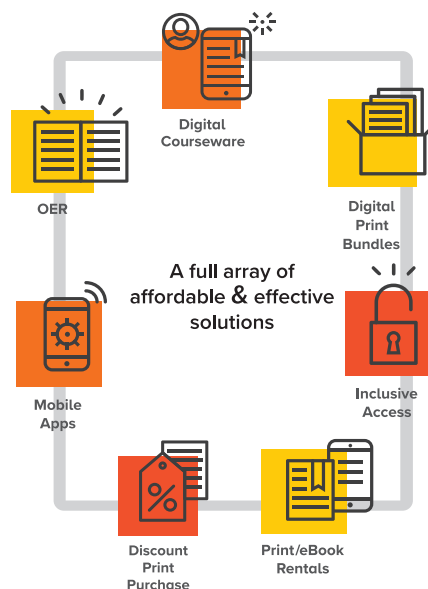 Digital
Courseware
OER
Digital
Print
Bundles
A full array of
affordable & effective
solutions
Mobile
Apps
Inclusive
Access
%
Discount
Print
Purchase
Print/eBook
Rentals